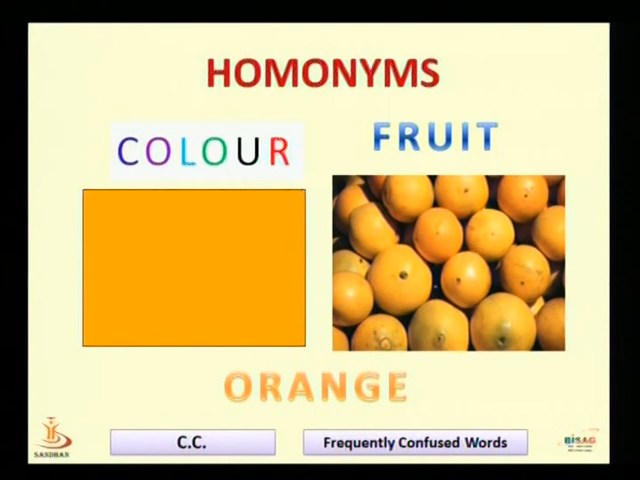 HOMONYMS
COLOUR
FRUIT
ORANGE
SANDHAN
C.C.
Frequently Confused Words
BISAG